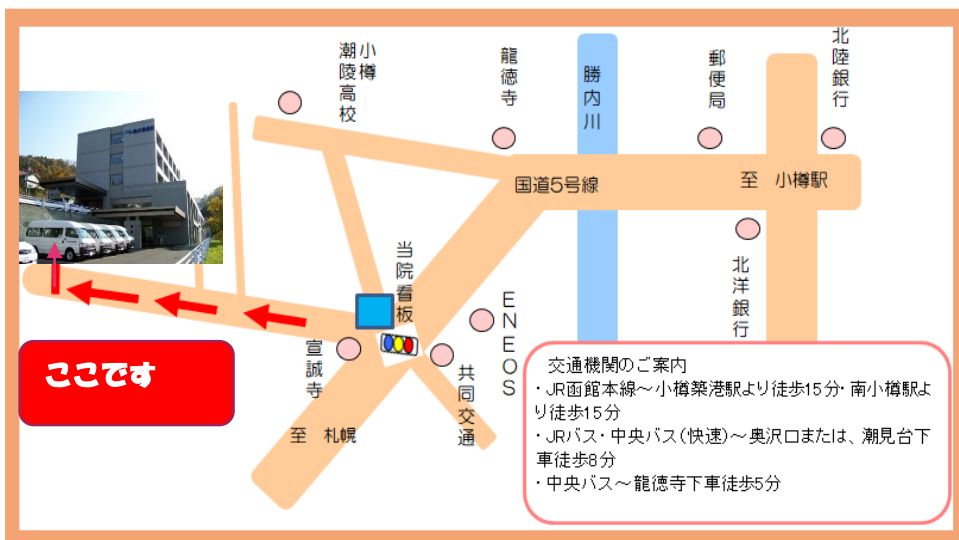 小樽
潮陵高校
龍徳寺
勝内川
郵便局
北陸銀行
国道5号線
至 小樽駅
当院看板
ENEOS
北洋銀行
宣誠寺
共同交通
至 札幌
ここです
交通機関のご案内
・JR函館本線～小樽築港駅より徒歩15分・南小樽駅よ
り徒歩15分
・JRバス・中央バス(快速)～奥沢口または、潮見台下
車徒歩8分
・中央バス～龍徳寺下車徒歩5分